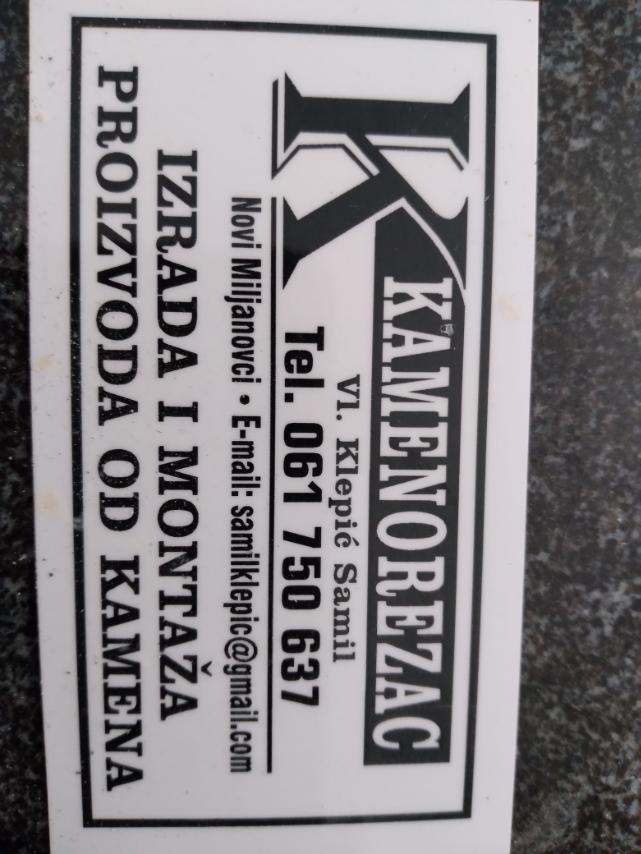 K
KAMENOREZAC
Vl. Klepić Samil
Tel. 061 750 637
Novi Miljanovci • E-mail: samilklepic@gmail.com
IZRADA I MONTAŽA
PROIZVODA OD KAMENA